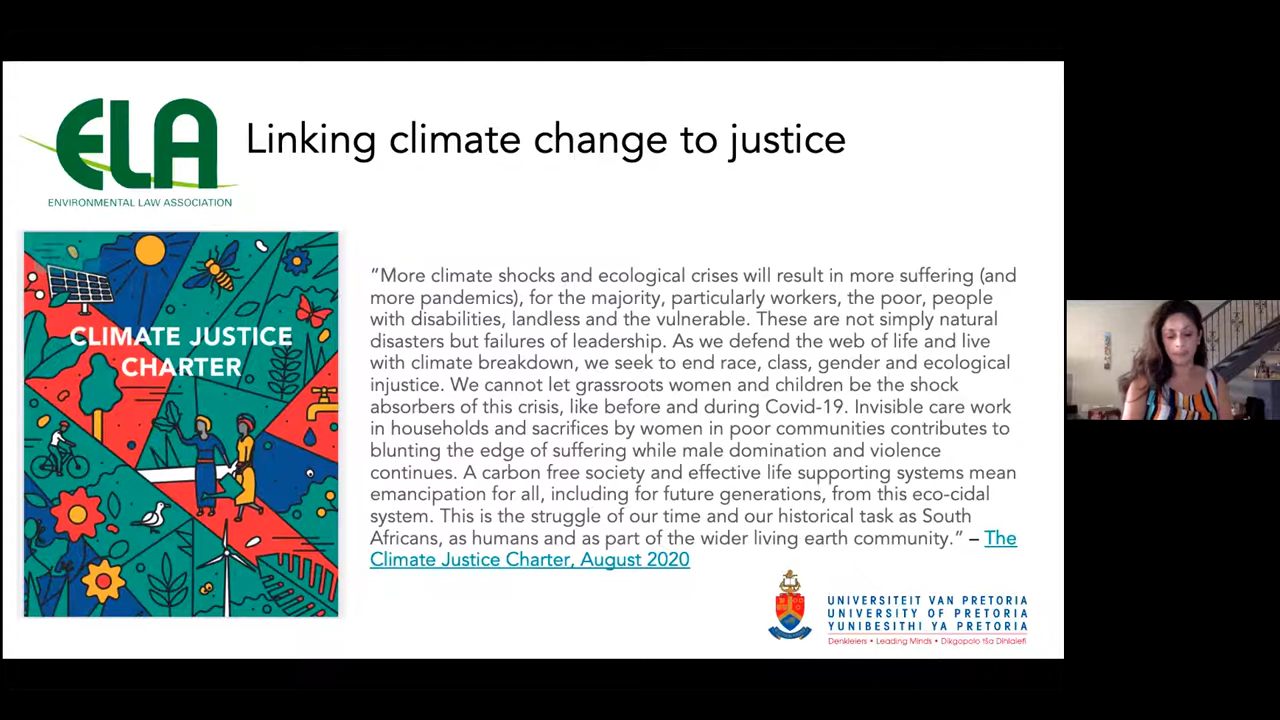 ELA
ENVIRONMENTAL LAW ASSOCIATION
Linking climate change to justice
CLIMATE JUSTICE
CHARTER
“More climate shocks and ecological crises will result in more suffering (and
more pandemics), for the majority, particularly workers, the poor, people
with disabilities, landless and the vulnerable. These are not simply natural
disasters but failures of leadership. As we defend the web of life and live
with climate breakdown, we seek to end race, class, gender and ecological
injustice. We cannot let grassroots women and children be the shock
absorbers of this crisis, like before and during Covid-19. Invisible care work
in households and sacrifices by women in poor communities contributes to
blunting the edge of suffering while male domination and violence
continues. A carbon free society and effective life supporting systems mean
emancipation for all, including for future generations, from this eco-cidal
system. This is the struggle of our time and our historical task as South
Africans, as humans and as part of the wider living earth community.” – The
Climate Justice Charter, August 2020
UNIVERSITEIT VAN PRETORIA
UNIVERSITY OF PRETORIA
YUNIBESITHI YA PRETORIA
Denkleiers • Leading Minds • Dikgopolo tša Dihlalefi